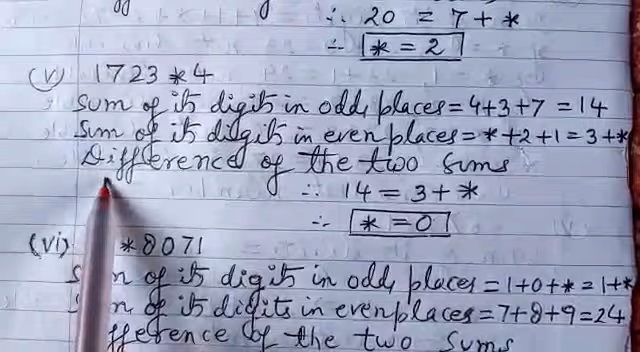 ∴ 20 = 7 + *
∴ * = 2
(v) 1723*4
Sum of its digits in odd places = 4+3+7 = 14
Sum of its digits in even places = *+2+1 = 3+*
Difference of the two sums
∴ 14 = 3 + *
∴ * = 0
(vi) *8071
of its digits in odd places = 1+0+* = 1+*
of its digits in even places = 7+8+9 = 24
of the two sums